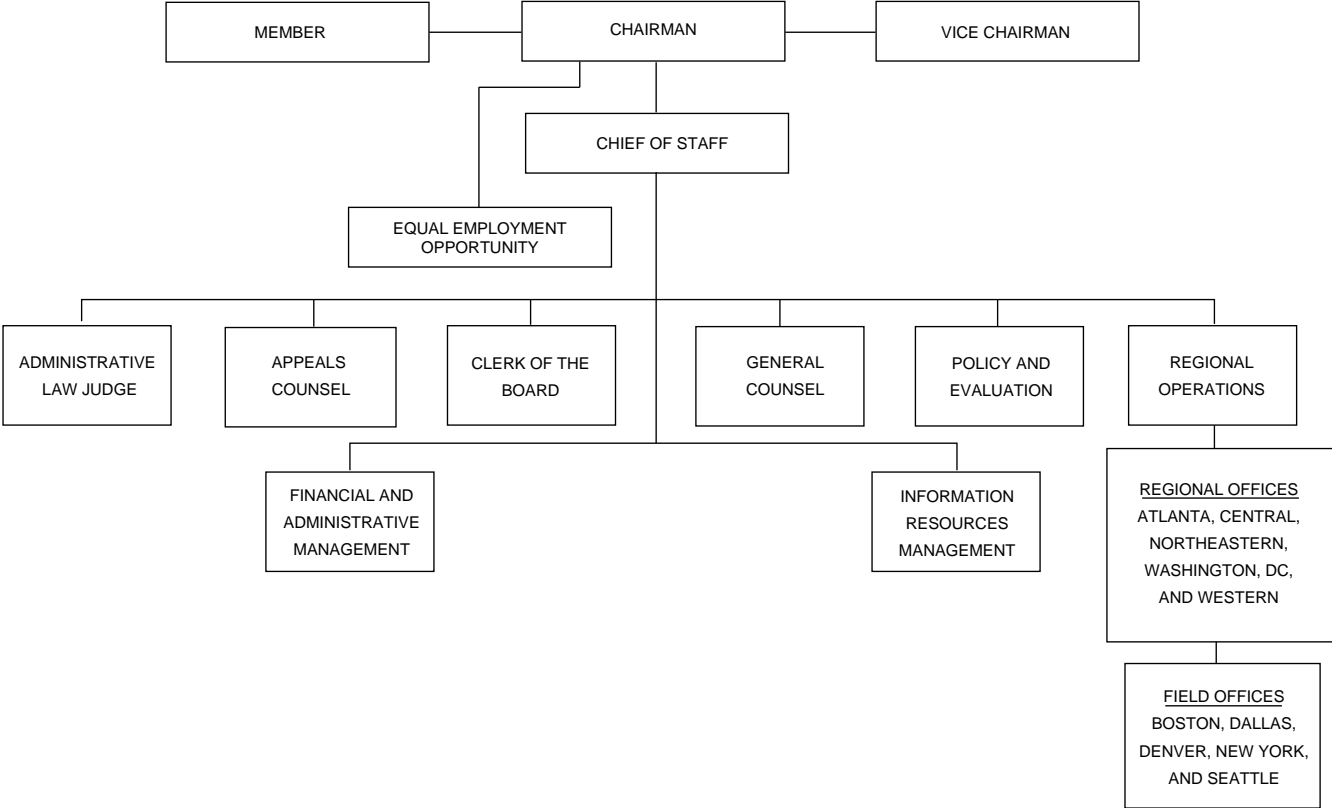 MEMBER
CHAIRMAN
VICE CHAIRMAN
CHIEF OF STAFF
EQUAL EMPLOYMENT
OPPORTUNITY
ADMINISTRATIVE
LAW JUDGE
APPEALS
COUNSEL
CLERK OF THE
BOARD
GENERAL
COUNSEL
POLICY AND
EVALUATION
REGIONAL
OPERATIONS
FINANCIAL AND
ADMINISTRATIVE
MANAGEMENT
INFORMATION
RESOURCES
MANAGEMENT
REGIONAL OFFICES
ATLANTA, CENTRAL,
NORTHEASTERN,
WASHINGTON, DC,
AND WESTERN
FIELD OFFICES
BOSTON, DALLAS,
DENVER, NEW YORK,
AND SEATTLE